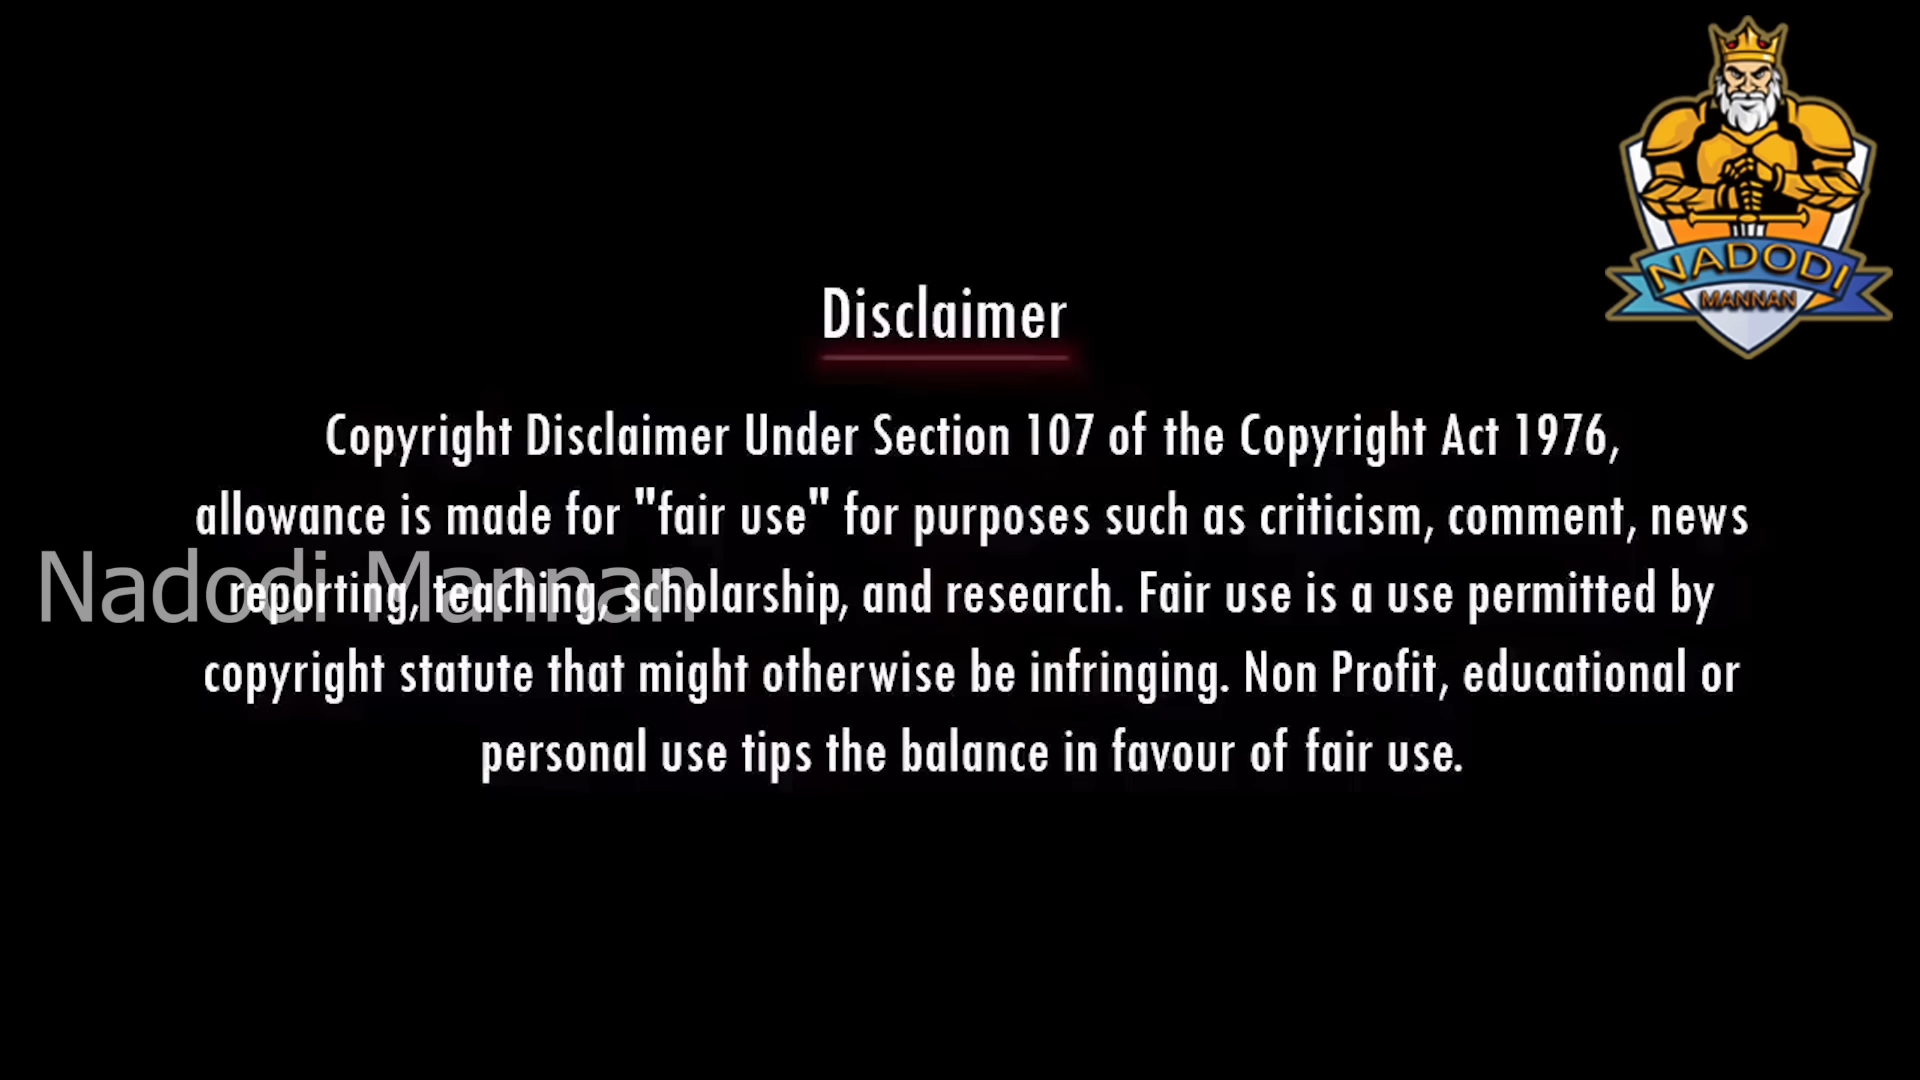 NADODI
MANNAN
Disclaimer
Copyright Disclaimer Under Section 107 of the Copyright Act 1976,
allowance is made for "fair use" for purposes such as criticism, comment, news
Nadodi Mannan
reporting, teaching, scholarship, and research. Fair use is a use permitted by
copyright statute that might otherwise be infringing. Non Profit, educational or
personal use tips the balance in favour of fair use.